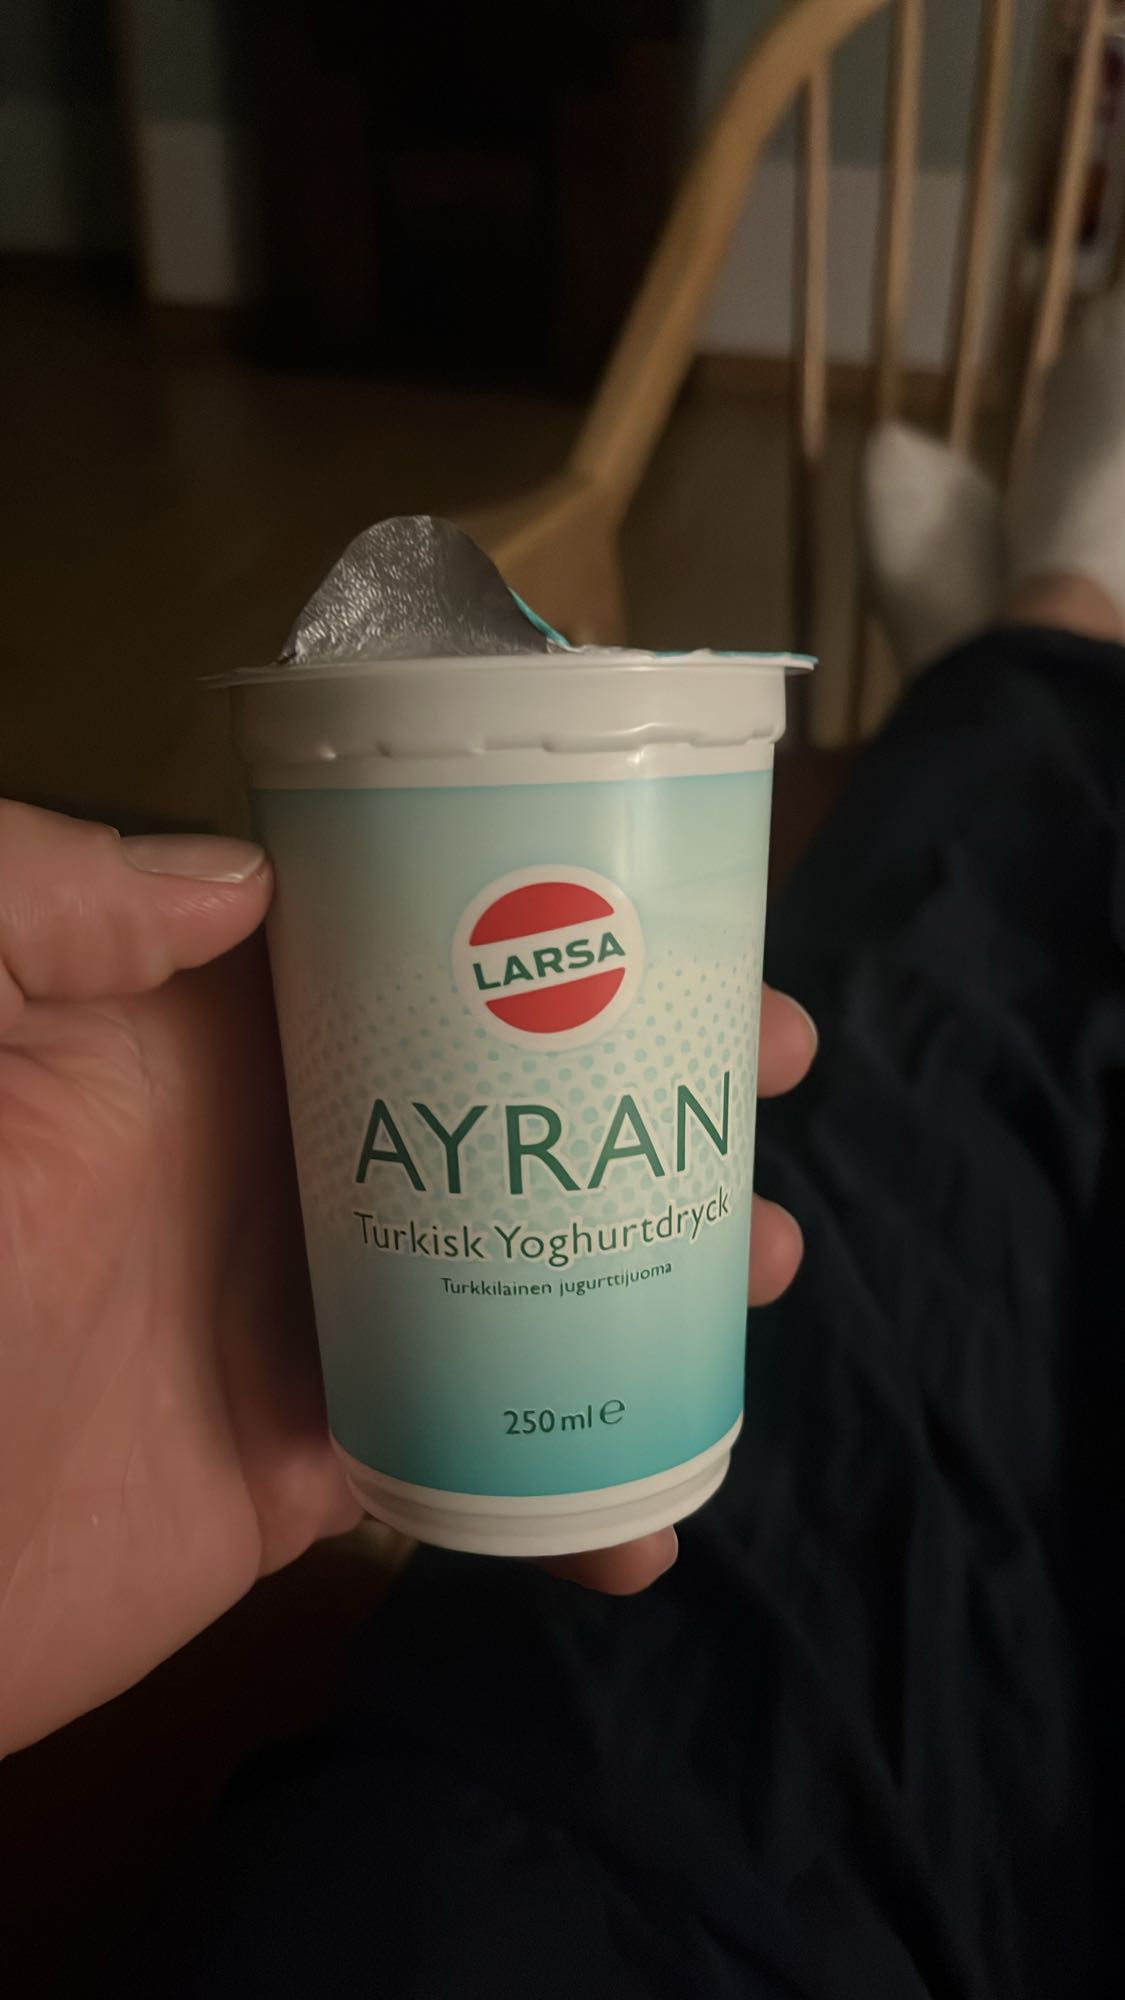 LARSA
AYRAN
Turkisk Yoghurtdryck
Turkkilainen jugurttijuoma
250 ml ℮